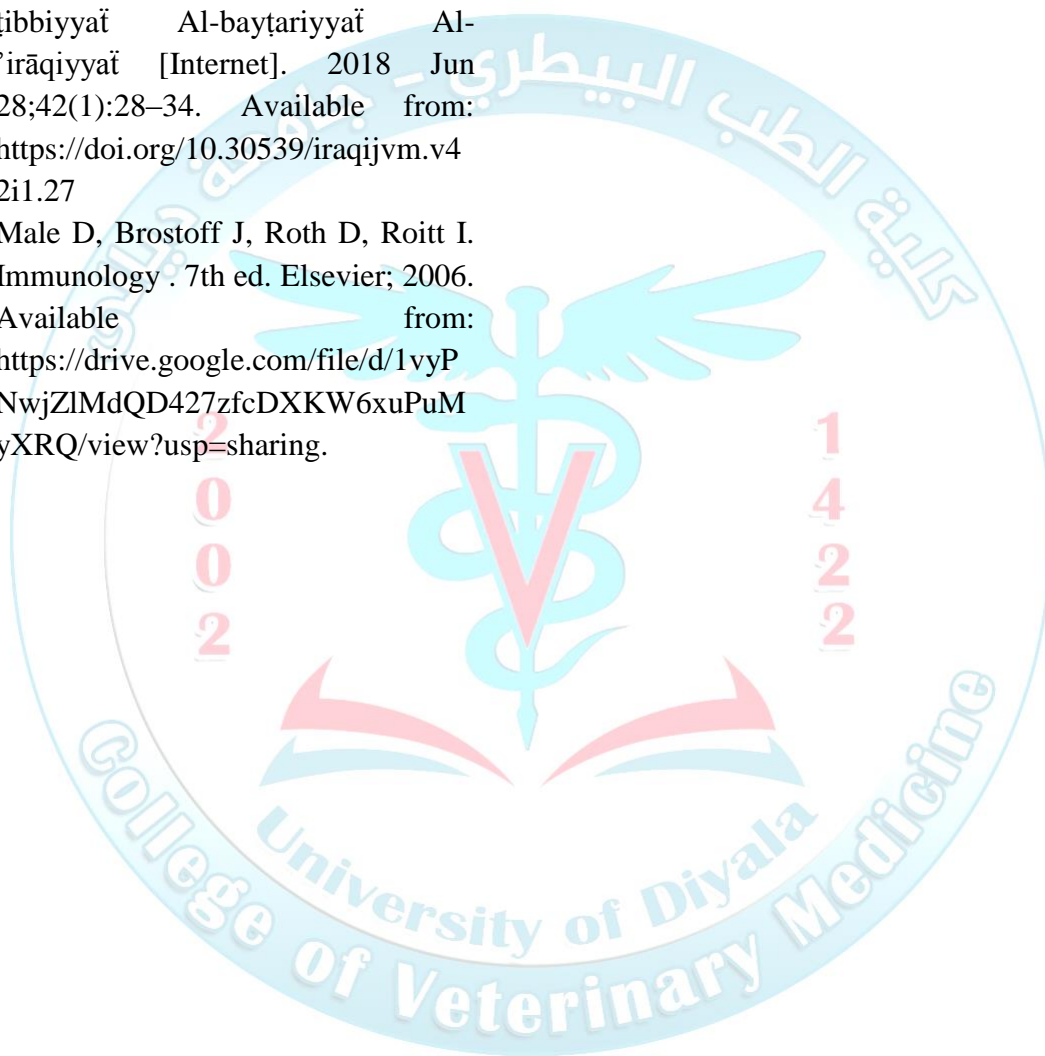 ṭibbiyyaẗ Al-bayṭariyyaẗ Al-
ʿirāqiyyaẗ [Internet]. 2018 Jun
28;42(1):28–34. Available from:
https://doi.org/10.30539/iraqijvm.v4
2i1.27
Male D, Brostoff J, Roth D, Roitt I.
Immunology . 7th ed. Elsevier; 2006.
Available from:
https://drive.google.com/file/d/1vyP
NwjZlMdQD427zfcDXKW6xuPuM
yXRQ/view?usp=sharing.
كلية الطب البيطري - جامعة ديالى
2002
1422
University of Diyala
College of Veterinary Medicine